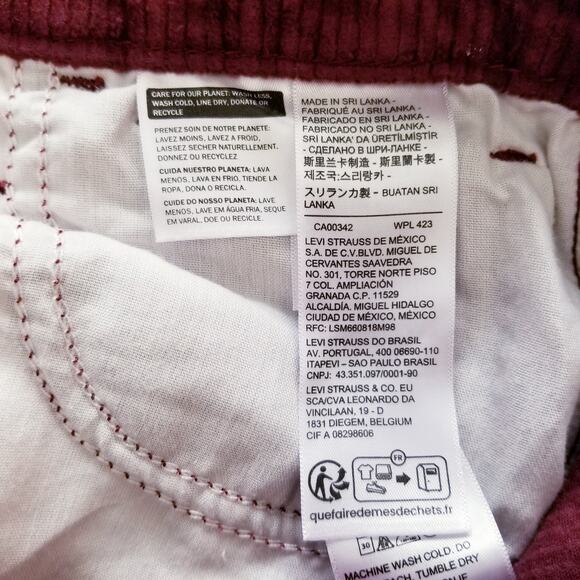 CARE FOR OUR PLANET: WASH LESS,
WASH COLD, LINE DRY, DONATE OR
RECYCLE
PRENEZ SOIN DE NOTRE PLANETE:
LAVEZ MOINS, LAVEZ A FROID,
LAISSEZ SECHER NATURELLEMENT.
DONNEZ OU RECYCLEZ
CUIDA NUESTRO PLANETA: LAVA
MENOS, LAVA EN FRIO, TIENDE LA
ROPA, DONA O RECICLA.
CUIDE DO NOSSO PLANETA: LAVE
MENOS, LAVE EM ÁGUA FRIA, SEQUE
EM VARAL, DOE OU RECICLE.
MADE IN SRI LANKA -
FABRIQUÉ AU SRI LANKA -
FABRICADO EN SRI LANKA -
FABRICADO NO SRI LANKA -
SRI LANKA' DA ÜRETİLMİŞTİR
- СДЕЛАНО В ШРИ-ЛАНКЕ -
斯里兰卡制造 - 斯里蘭卡製 -
제조국:스리랑카 -
スリランカ製 - BUATAN SRI
LANKA
CA00342 WPL 423
LEVI STRAUSS DE MÉXICO
S.A. DE C.V.BLVD. MIGUEL DE
CERVANTES SAAVEDRA
NO. 301, TORRE NORTE PISO
7 COL. AMPLIACIÓN
GRANADA C.P. 11529
ALCALDÍA. MIGUEL HIDALGO
CIUDAD DE MÉXICO, MÉXICO
RFC: LSM660818M98
LEVI STRAUSS DO BRASIL
AV. PORTUGAL, 400 06690-110
ITAPEVI – SAO PAULO BRASIL
CNPJ: 43.351.097/0001-90
LEVI STRAUSS & CO. EU
SCA/CVA LEONARDO DA
VINCILAAN, 19 - D
1831 DIEGEM, BELGIUM
CIF A 08298606
FR
quefairedemesdechets.fr
30
MACHINE WASH COLD. DO
TUMBLE DRY